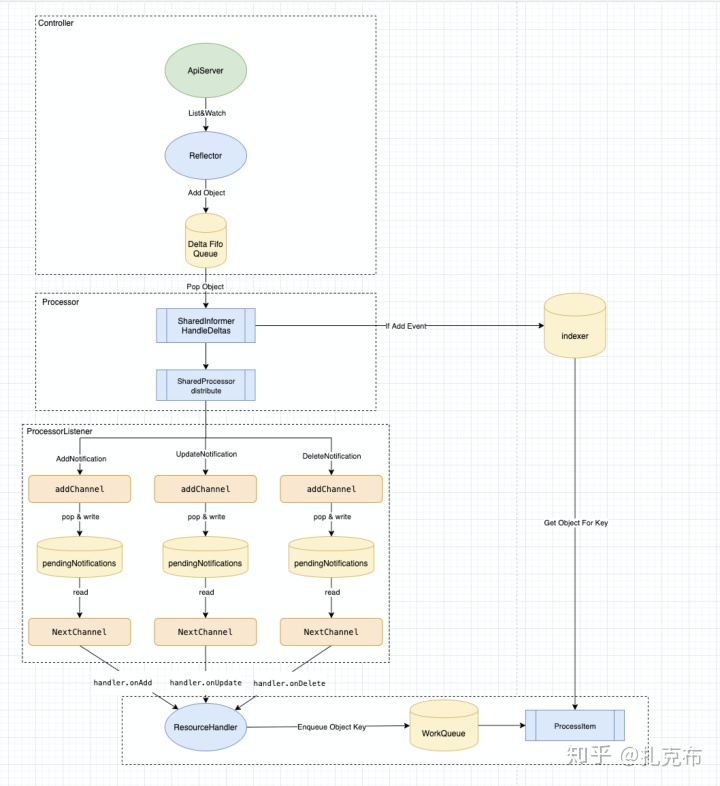 Controller
ApiServer
List&Watch
Reflector
Add Object
Delta Fifo
Queue
Pop Object
Processor
SharedInformer
HandleDeltas
If Add Event
indexer
SharedProcessor
distribute
ProcessorListener
AddNotification
UpdateNotification
DeleteNotification
addChannel
addChannel
addChannel
pop & write
pop & write
pop & write
Get Object For Key
pendingNotifications
pendingNotifications
pendingNotifications
read
read
read
NextChannel
NextChannel
NextChannel
handler.onAdd
handler.onUpdate
handler.onDelete
ResourceHandler
Enqueue Object Key
WorkQueue
ProcessItem
知乎 @扎克布